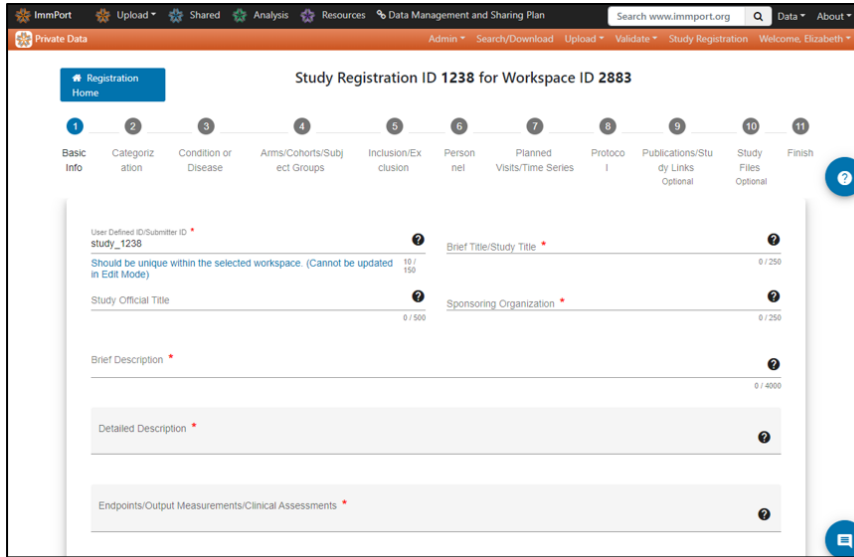 ImmPort Upload Shared Analysis Resources Data Management and Sharing Plan Search www.immport.org Data About
Private Data Admin Search/Download Upload Validate Study Registration Welcome, Elizabeth
Registration
Home
Study Registration ID 1238 for Workspace ID 2883
1 2 3 4 5 6 7 8 9 10 11
Basic Categoriz Condition or Arms/Cohorts/Subj Inclusion/Ex Person Planned Protoco Publications/Stu Study Finish
Info ation Disease ect Groups clusion nel Visits/Time Series l dy Links Files
Optional Optional
?
User Defined ID/Submitter ID *
study_1238 ?
Brief Title/Study Title * ?
Should be unique within the selected workspace. (Cannot be updated 10 /
in Edit Mode) 150
0 / 250
Study Official Title ?
Sponsoring Organization * ?
0 / 500
0 / 250
Brief Description * ?
0 / 4000
Detailed Description * ?
Endpoints/Output Measurements/Clinical Assessments * ?